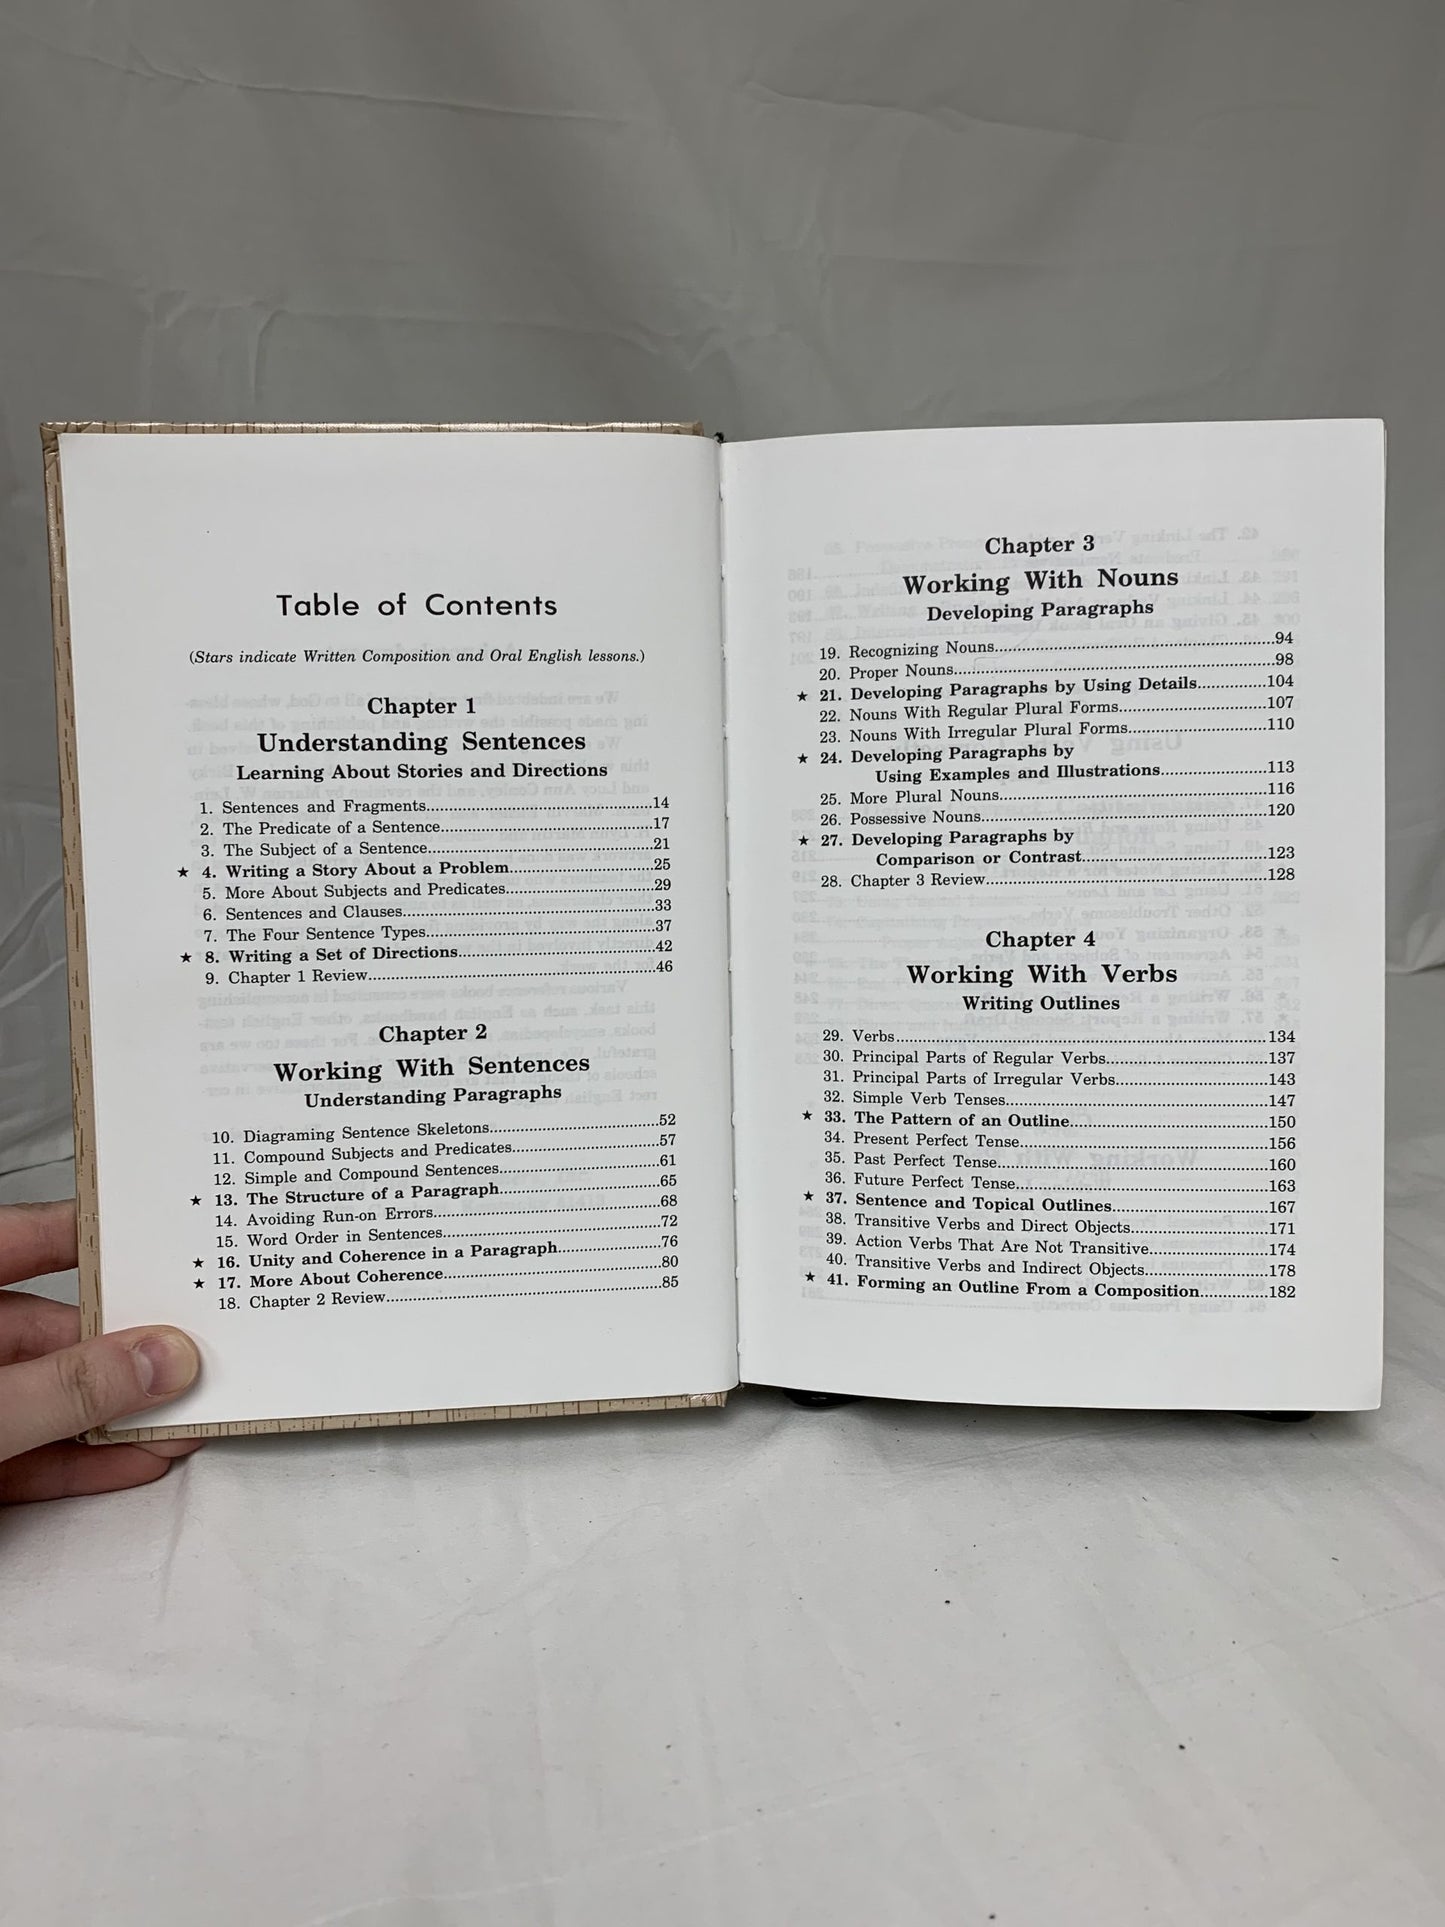 Table of Contents
(Stars indicate Written Composition and Oral English lessons.)
Chapter 1
Understanding Sentences
Learning About Stories and Directions
1. Sentences and Fragments....................14
2. The Predicate of a Sentence....................17
3. The Subject of a Sentence....................21
★ 4. Writing a Story About a Problem....................25
5. More About Subjects and Predicates....................29
6. Sentences and Clauses....................33
7. The Four Sentence Types....................37
★ 8. Writing a Set of Directions....................42
9. Chapter 1 Review....................46
Chapter 2
Working With Sentences
Understanding Paragraphs
10. Diagraming Sentence Skeletons....................52
11. Compound Subjects and Predicates....................57
12. Simple and Compound Sentences....................61
★ 13. The Structure of a Paragraph....................65
14. Avoiding Run-on Errors....................68
15. Word Order in Sentences....................72
★ 16. Unity and Coherence in a Paragraph....................76
★ 17. More About Coherence....................80
18. Chapter 2 Review....................85
Chapter 3
Working With Nouns
Developing Paragraphs
19. Recognizing Nouns....................94
20. Proper Nouns....................98
★ 21. Developing Paragraphs by Using Details....................104
22. Nouns With Regular Plural Forms....................107
23. Nouns With Irregular Plural Forms....................110
★ 24. Developing Paragraphs by
Using Examples and Illustrations....................113
25. More Plural Nouns....................116
26. Possessive Nouns....................120
★ 27. Developing Paragraphs by
Comparison or Contrast....................123
28. Chapter 3 Review....................128
Chapter 4
Working With Verbs
Writing Outlines
29. Verbs....................134
30. Principal Parts of Regular Verbs....................137
31. Principal Parts of Irregular Verbs....................143
32. Simple Verb Tenses....................147
★ 33. The Pattern of an Outline....................150
34. Present Perfect Tense....................156
35. Past Perfect Tense....................160
36. Future Perfect Tense....................163
★ 37. Sentence and Topical Outlines....................167
38. Transitive Verbs and Direct Objects....................171
39. Action Verbs That Are Not Transitive....................174
40. Transitive Verbs and Indirect Objects....................178
★ 41. Forming an Outline From a Composition....................182